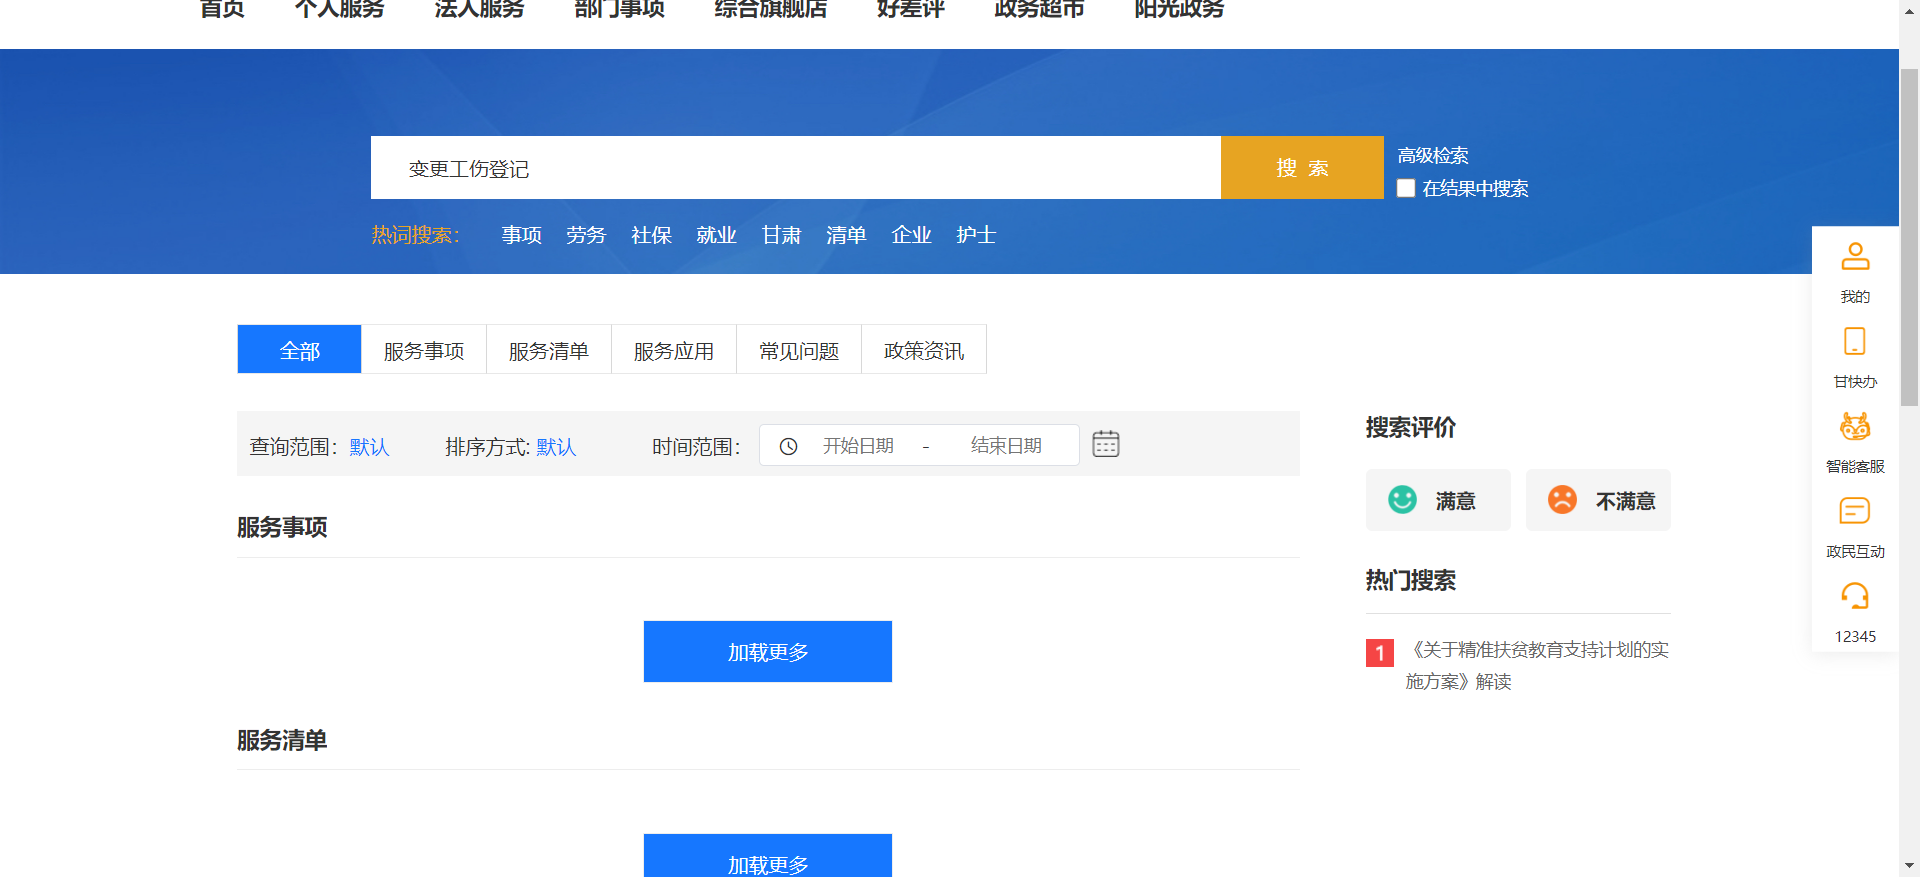 首页 个人服务 法人服务 部门事项 综合旗舰店 好差评 政务超市 阳光政务
变更工伤登记
搜 索
高级检索
在结果中搜索
热词搜索： 事项 劳务 社保 就业 甘肃 清单 企业 护士
全部 服务事项 服务清单 服务应用 常见问题 政策资讯
查询范围：默认 排序方式: 默认 时间范围： 开始日期 - 结束日期
服务事项
加载更多
服务清单
加载更多
搜索评价
满意 不满意
热门搜索
1 《关于精准扶贫教育支持计划的实
施方案》解读
我的
甘快办
智能客服
政民互动
12345